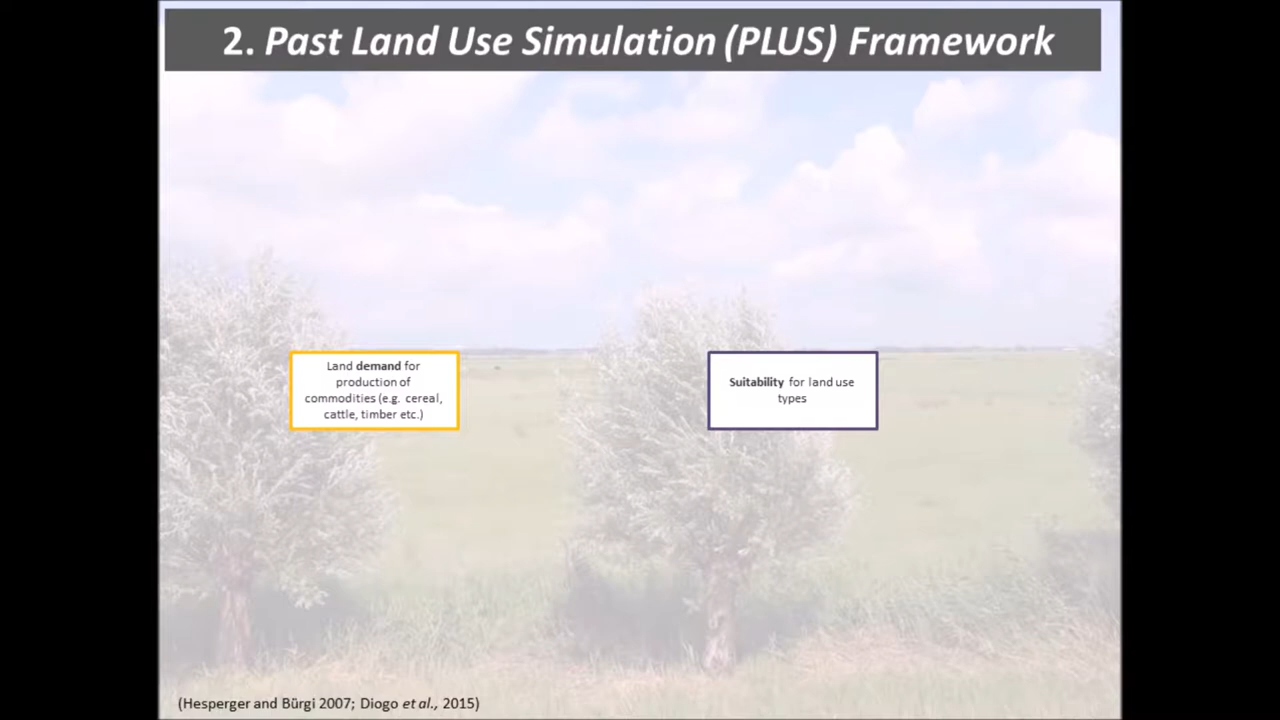 2. Past Land Use Simulation (PLUS) Framework
Land demand for
production of
commodities (e.g. cereal,
cattle, timber etc.)
Suitability for land use
types
(Hesperger and Bürgi 2007; Diogo et al., 2015)